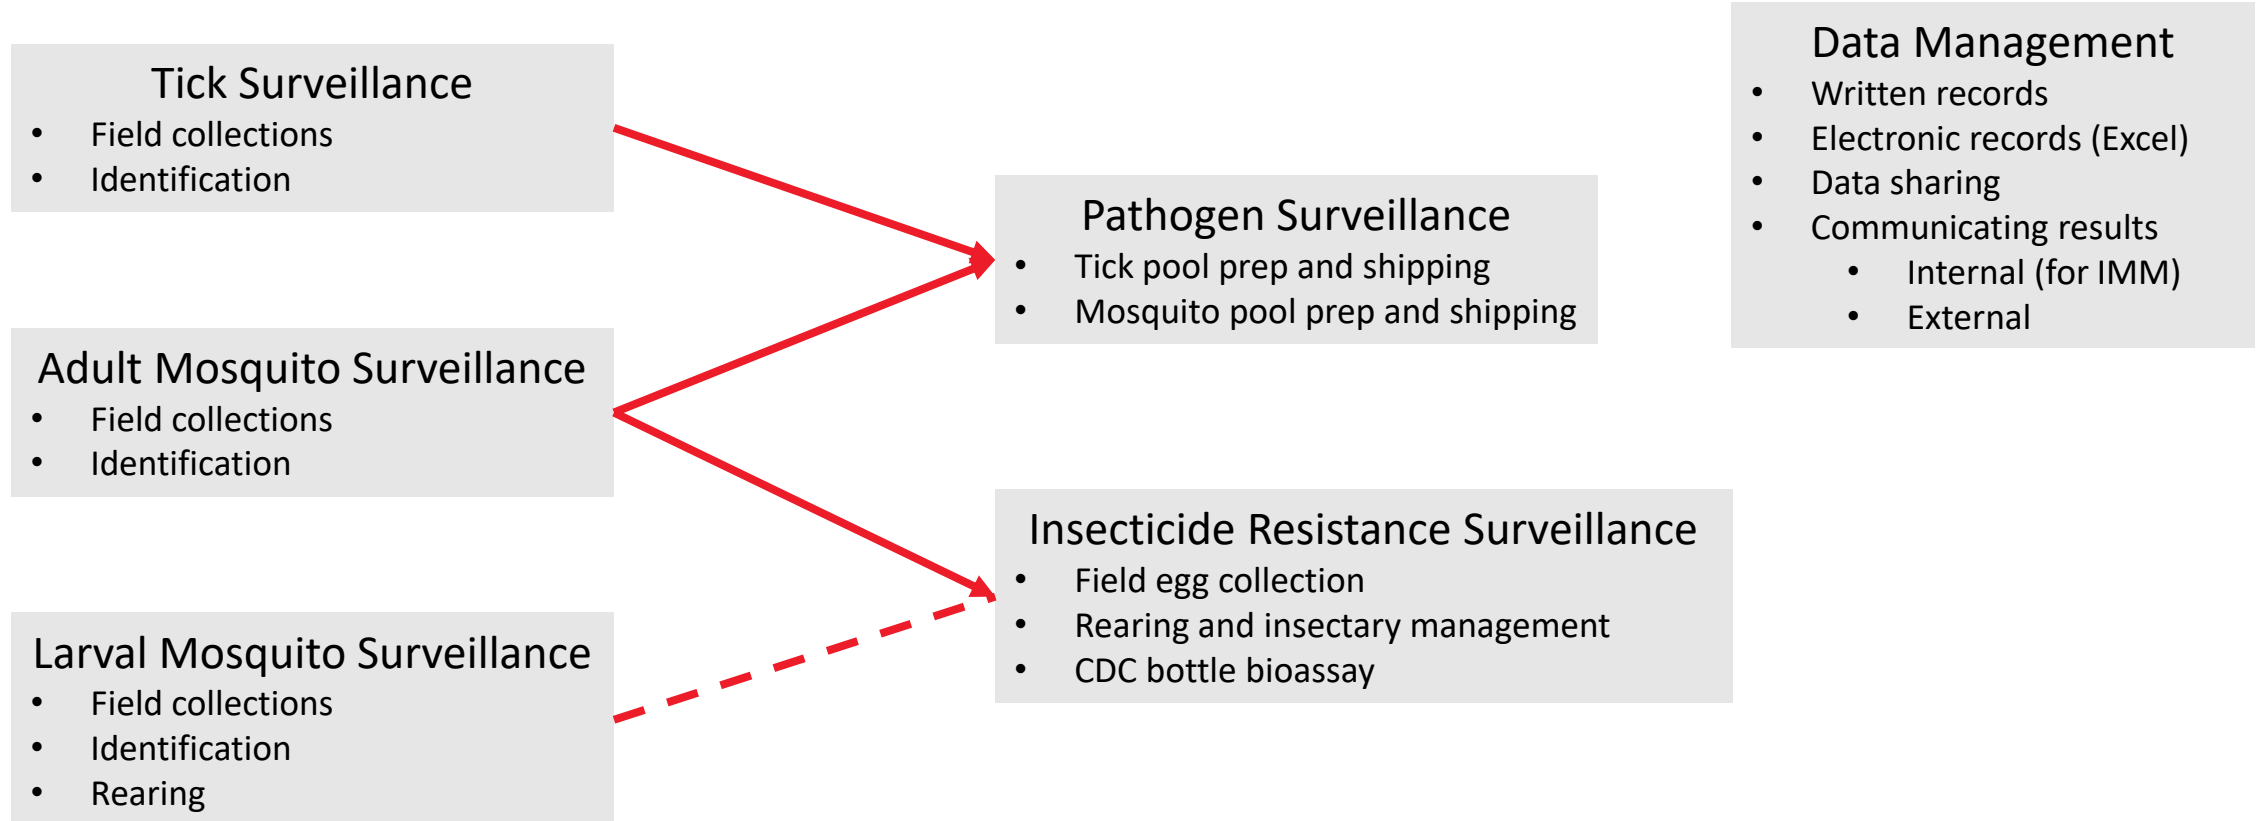 Tick Surveillance
• Field collections
• Identification
Adult Mosquito Surveillance
• Field collections
• Identification
Larval Mosquito Surveillance
• Field collections
• Identification
• Rearing
Pathogen Surveillance
• Tick pool prep and shipping
• Mosquito pool prep and shipping
Insecticide Resistance Surveillance
• Field egg collection
• Rearing and insectary management
• CDC bottle bioassay
Data Management
• Written records
• Electronic records (Excel)
• Data sharing
• Communicating results
• Internal (for IMM)
• External